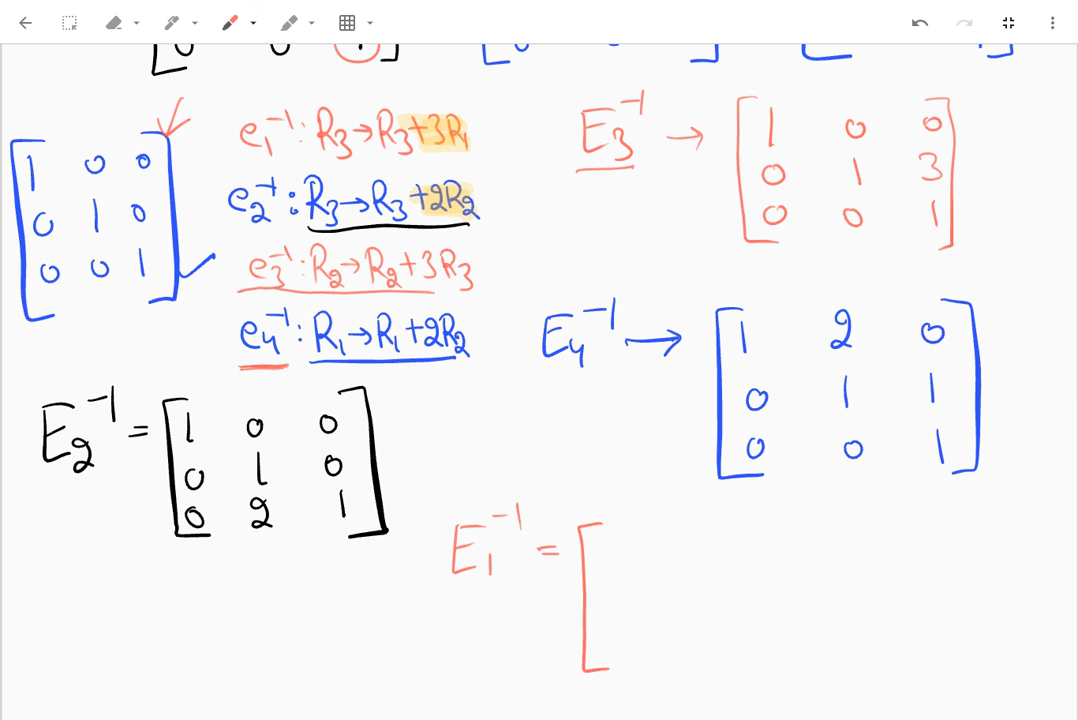 e₁⁻¹: R₃→R₃+3R₁
e₂⁻¹: R₃→R₃+2R₂
e₃⁻¹: R₂→R₂+3R₃
e₄⁻¹: R₁→R₁+2R₂
1 0 0
0 1 0
0 0 1
E₃⁻¹ →
1 0 0
0 1 3
0 0 1
E₄⁻¹ →
1 2 0
0 1 1
0 0 1
E₂⁻¹ =
1 0 0
0 1 0
0 2 1
E₁⁻¹ = [